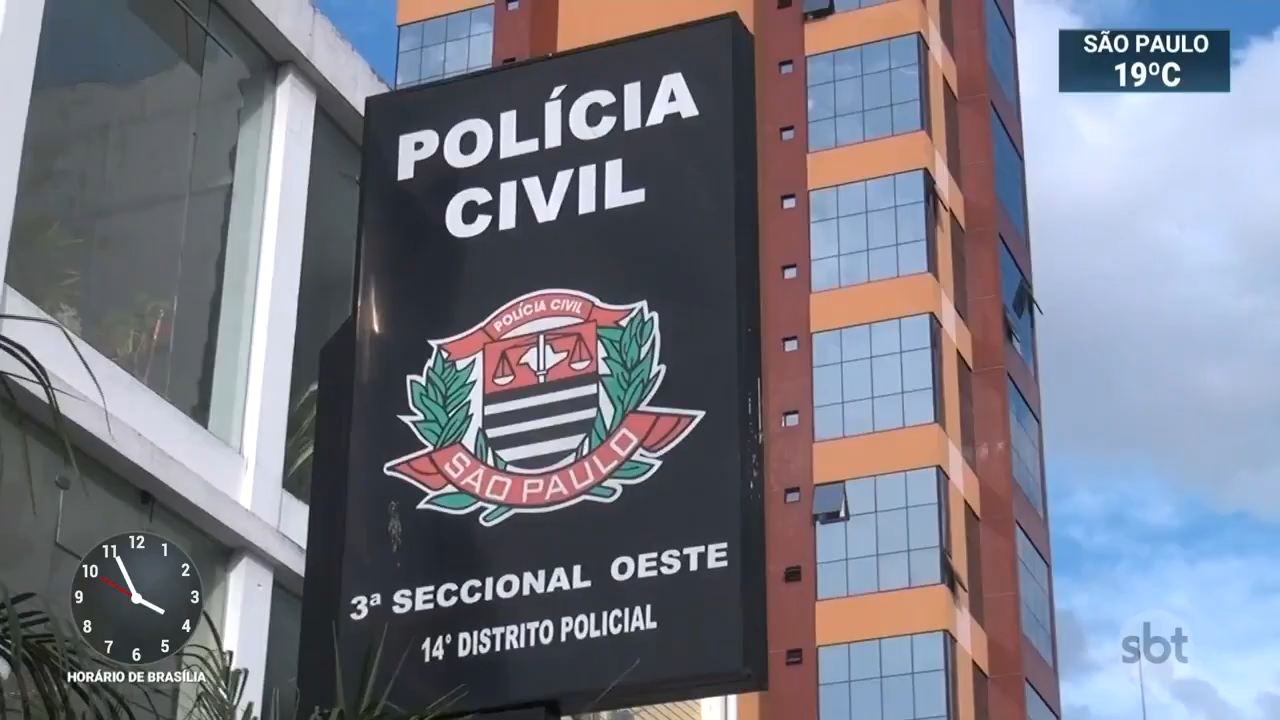 SÃO PAULO
19ºC
POLÍCIA
CIVIL
POLÍCIA CIVIL
SÃO PAULO
3ª SECCIONAL OESTE
14º DISTRITO POLICIAL
12
1
2
3
4
5
6
7
8
9
10
11
HORÁRIO DE BRASÍLIA
sbt